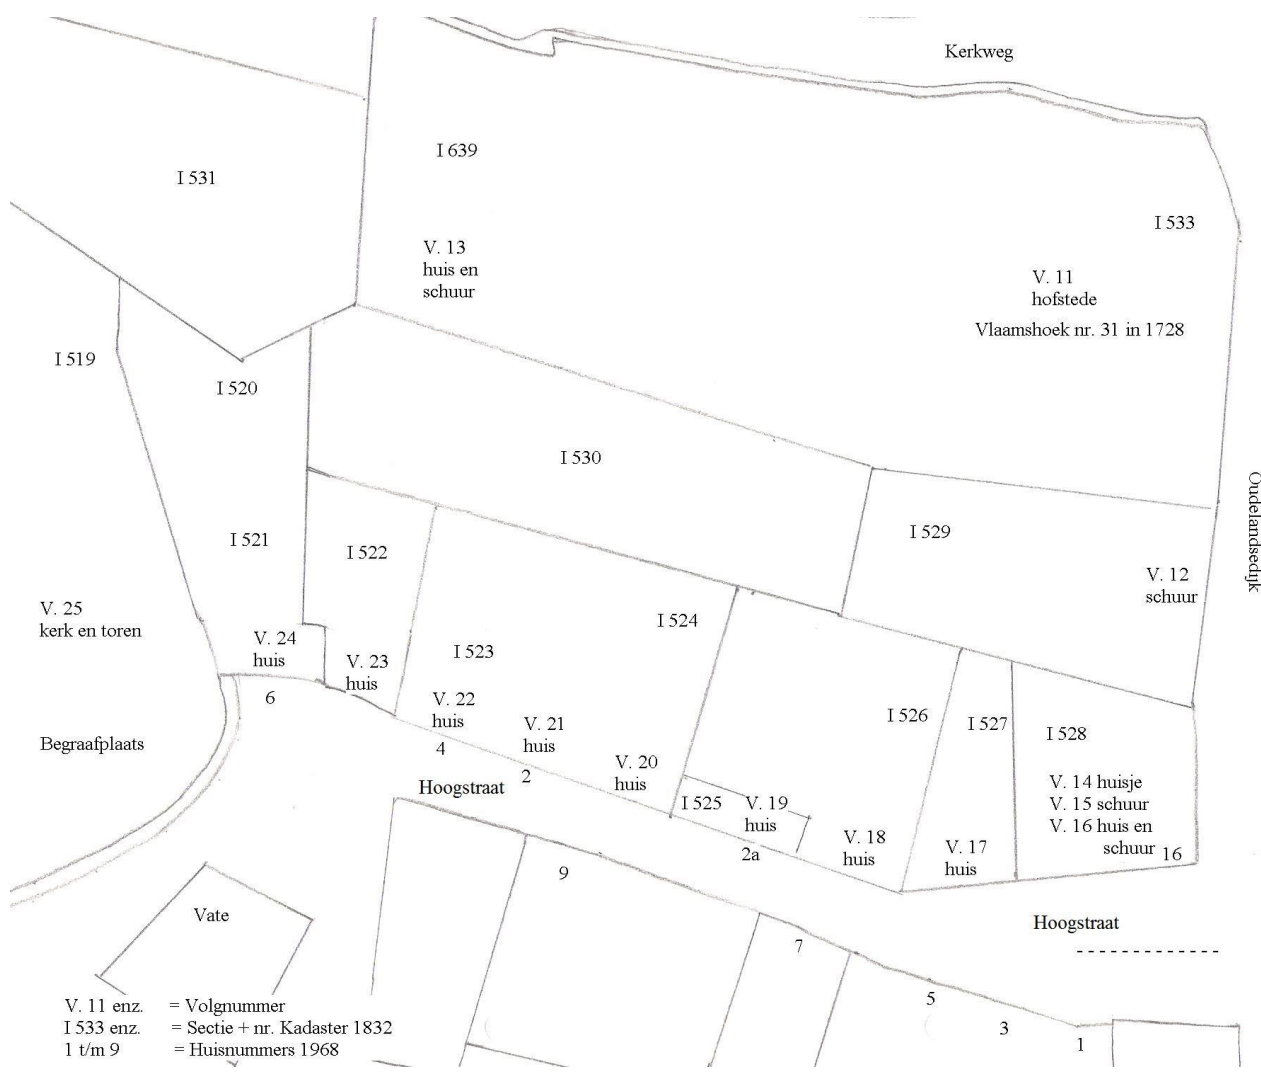 Kerkweg
I 639
I 531
I 533
V. 13
huis en
schuur
V. 11
hofstede
Vlaamshoek nr. 31 in 1728
I 519
I 520
I 530
Oudelandsedijk
I 529
I 521
I 522
V. 12
schuur
V. 25
kerk en toren
I 524
V. 24
huis
I 523
V. 23
huis
6
V. 22
huis
I 526
I 527
I 528
V. 21
huis
4
Begraafplaats
2
V. 20
huis
Hoogstraat
V. 14 huisje
V. 15 schuur
V. 16 huis en
schuur
16
I 525
V. 19
huis
2a
V. 18
huis
V. 17
huis
9
Vate
Hoogstraat
7
5
3
1
V. 11 enz. = Volgnummer
I 533 enz. = Sectie + nr. Kadaster 1832
1 t/m 9 = Huisnummers 1968